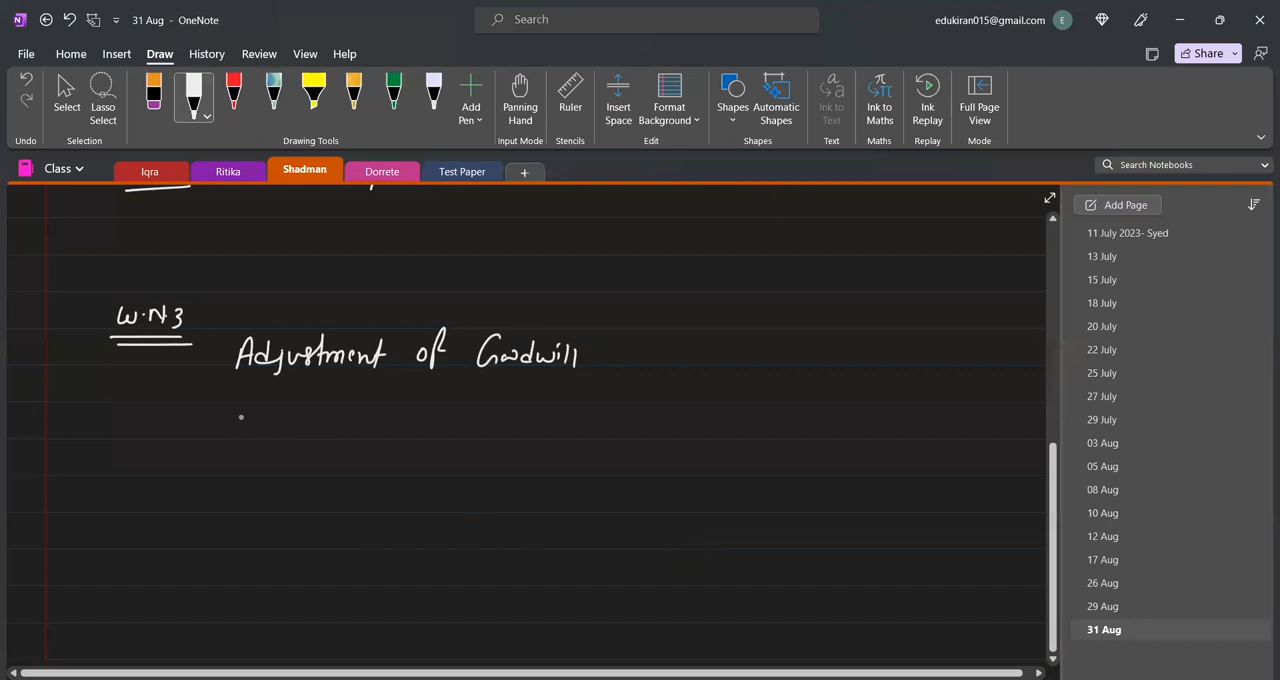 31 Aug - OneNote
Search
edukiran015@gmail.com
E
File Home Insert Draw History Review View Help
Share
Select
Lasso Select
Add Pen
Panning Hand
Ruler
Insert Space
Format Background
Shapes
Automatic Shapes
Ink to Text
Ink to Maths
Ink Replay
Full Page View
Undo
Selection
Drawing Tools
Input Mode
Stencils
Edit
Shapes
Text
Maths
Replay
Mode
Class
Iqra
Ritika
Shadman
Dorrete
Test Paper
+
Search Notebooks
Add Page
11 July 2023- Syed
13 July
15 July
18 July
20 July
22 July
25 July
27 July
29 July
03 Aug
05 Aug
08 Aug
10 Aug
12 Aug
17 Aug
26 Aug
29 Aug
31 Aug
W.N 3
Adjustment of Goodwill